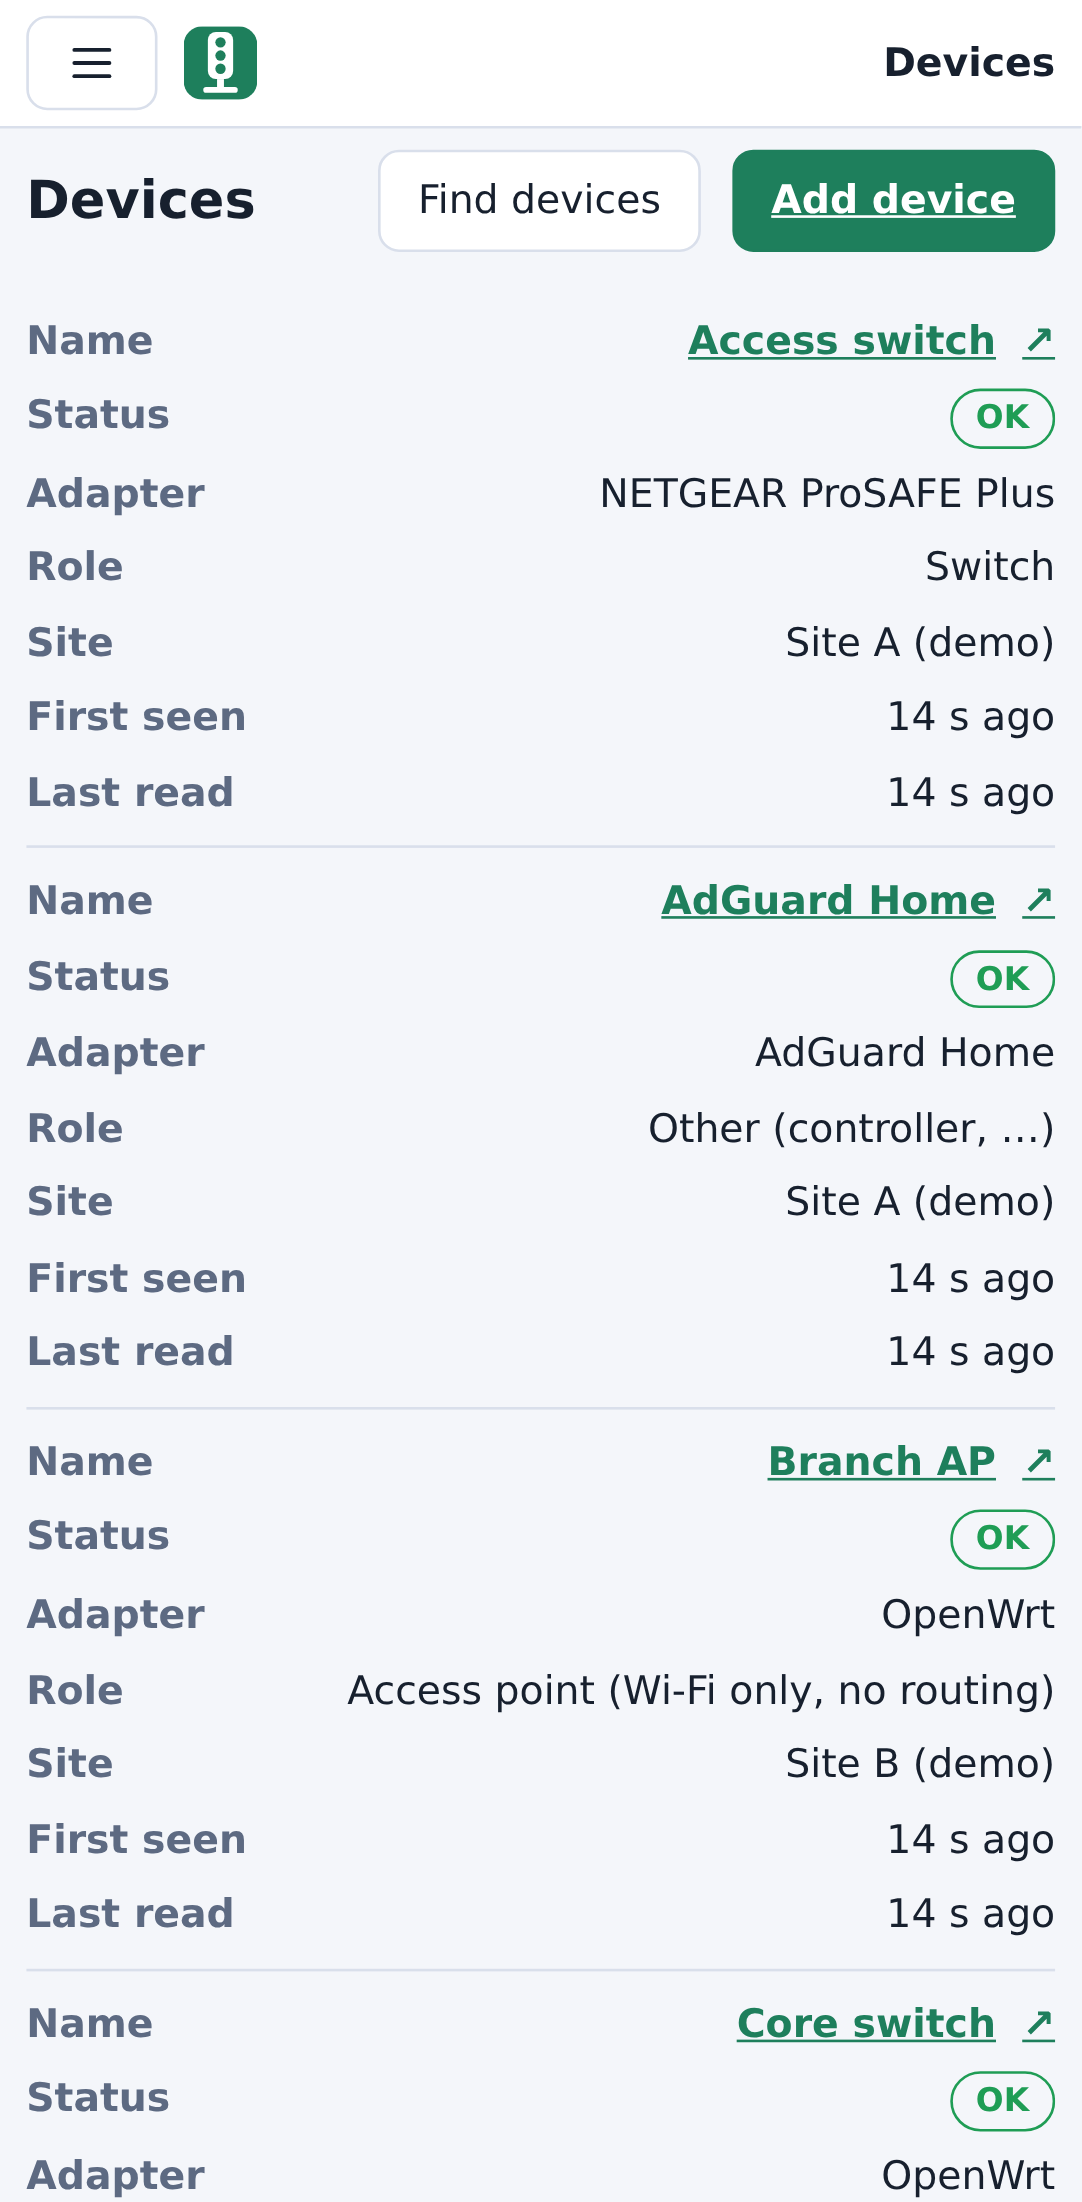 Devices
Devices Find devices Add device
Name Access switch ↗
Status OK
Adapter NETGEAR ProSAFE Plus
Role Switch
Site Site A (demo)
First seen 14 s ago
Last read 14 s ago
Name AdGuard Home ↗
Status OK
Adapter AdGuard Home
Role Other (controller, ...)
Site Site A (demo)
First seen 14 s ago
Last read 14 s ago
Name Branch AP ↗
Status OK
Adapter OpenWrt
Role Access point (Wi-Fi only, no routing)
Site Site B (demo)
First seen 14 s ago
Last read 14 s ago
Name Core switch ↗
Status OK
Adapter OpenWrt